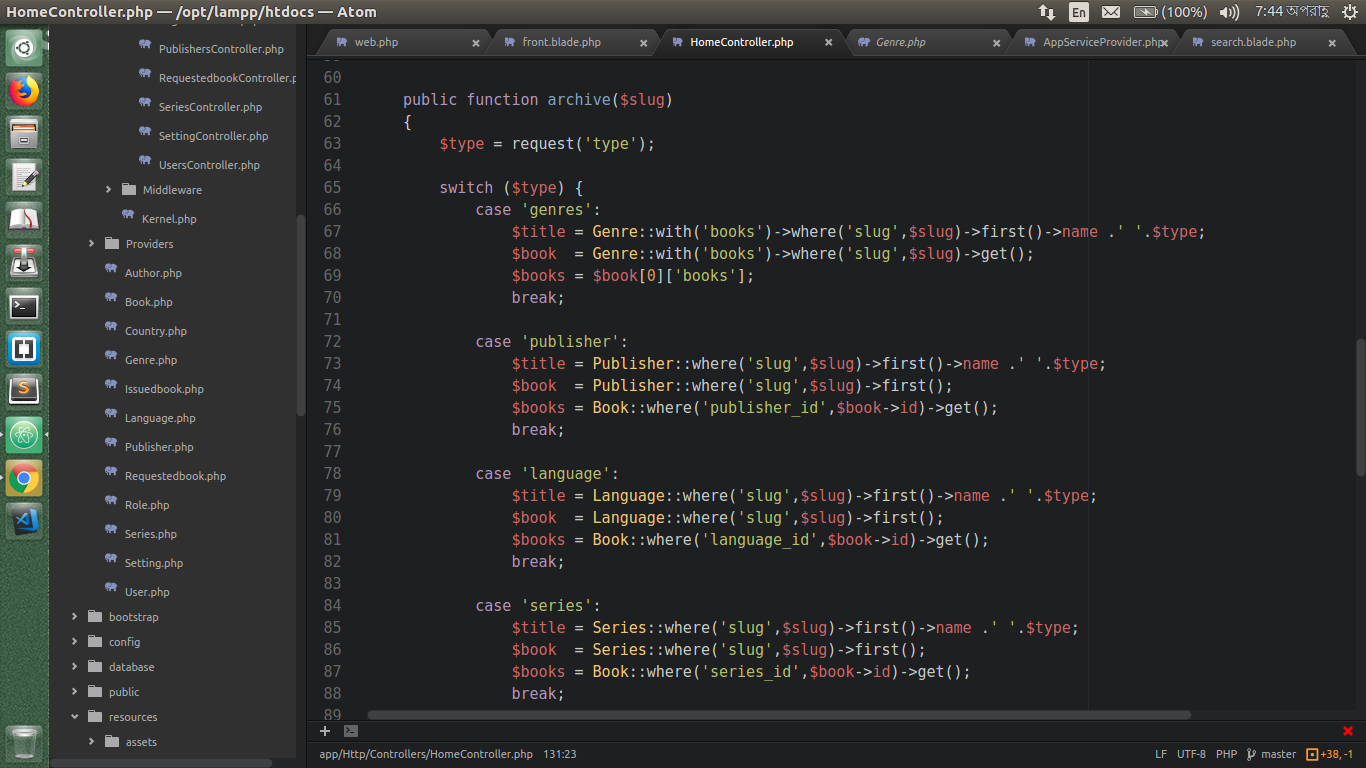 HomeController.php — /opt/lampp/htdocs — Atom
En
(100%)
7:44 অপরাহ্ণ
PublishersController.php
RequestedbookController.p
SeriesController.php
SettingController.php
UsersController.php
Middleware
Kernel.php
Providers
Author.php
Book.php
Country.php
Genre.php
Issuedbook.php
Language.php
Publisher.php
Requestedbook.php
Role.php
Series.php
Setting.php
User.php
bootstrap
config
database
public
resources
assets
web.php
front.blade.php
HomeController.php
Genre.php
AppServiceProvider.php
search.blade.php
60
61 public function archive($slug)
62 {
63 $type = request('type');
64
65 switch ($type) {
66 case 'genres':
67 $title = Genre::with('books')->where('slug',$slug)->first()->name .' '.$type;
68 $book  = Genre::with('books')->where('slug',$slug)->get();
69 $books = $book[0]['books'];
70 break;
71
72 case 'publisher':
73 $title = Publisher::where('slug',$slug)->first()->name .' '.$type;
74 $book  = Publisher::where('slug',$slug)->first();
75 $books = Book::where('publisher_id',$book->id)->get();
76 break;
77
78 case 'language':
79 $title = Language::where('slug',$slug)->first()->name .' '.$type;
80 $book  = Language::where('slug',$slug)->first();
81 $books = Book::where('language_id',$book->id)->get();
82 break;
83
84 case 'series':
85 $title = Series::where('slug',$slug)->first()->name .' '.$type;
86 $book  = Series::where('slug',$slug)->first();
87 $books = Book::where('series_id',$book->id)->get();
88 break;
89
app/Http/Controllers/HomeController.php 131:23
LF UTF-8 PHP master +38, -1